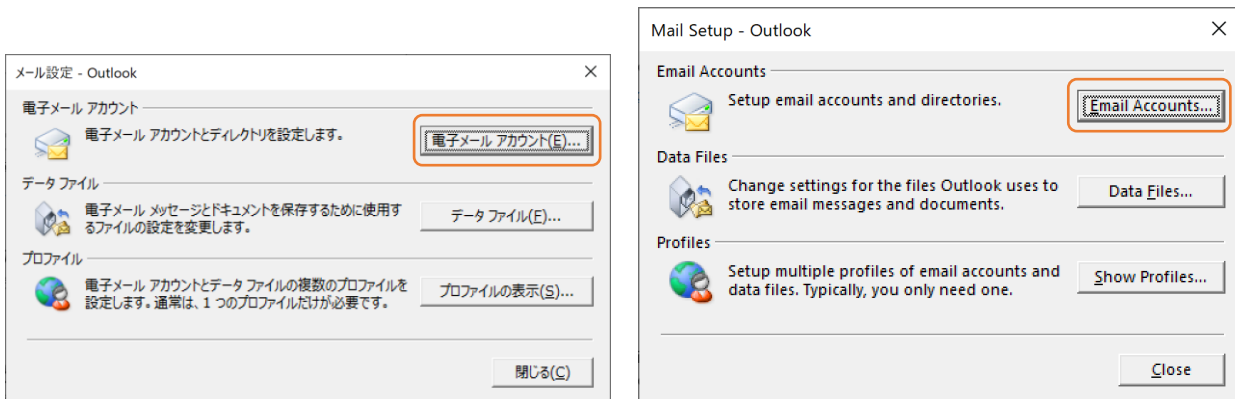 メール設定 - Outlook
電子メール アカウント
電子メール アカウントとディレクトリを設定します。
電子メール アカウント(E)...
データ ファイル
電子メール メッセージとドキュメントを保存するために使用す
るファイルの設定を変更します。
データ ファイル(F)...
プロファイル
電子メール アカウントとデータ ファイルの複数のプロファイルを
設定します。通常は、1 つのプロファイルだけが必要です。
プロファイルの表示(S)...
閉じる(C)
Mail Setup - Outlook
Email Accounts
Setup email accounts and directories.
Email Accounts...
Data Files
Change settings for the files Outlook uses to
store email messages and documents.
Data Files...
Profiles
Setup multiple profiles of email accounts and
data files. Typically, you only need one.
Show Profiles...
Close